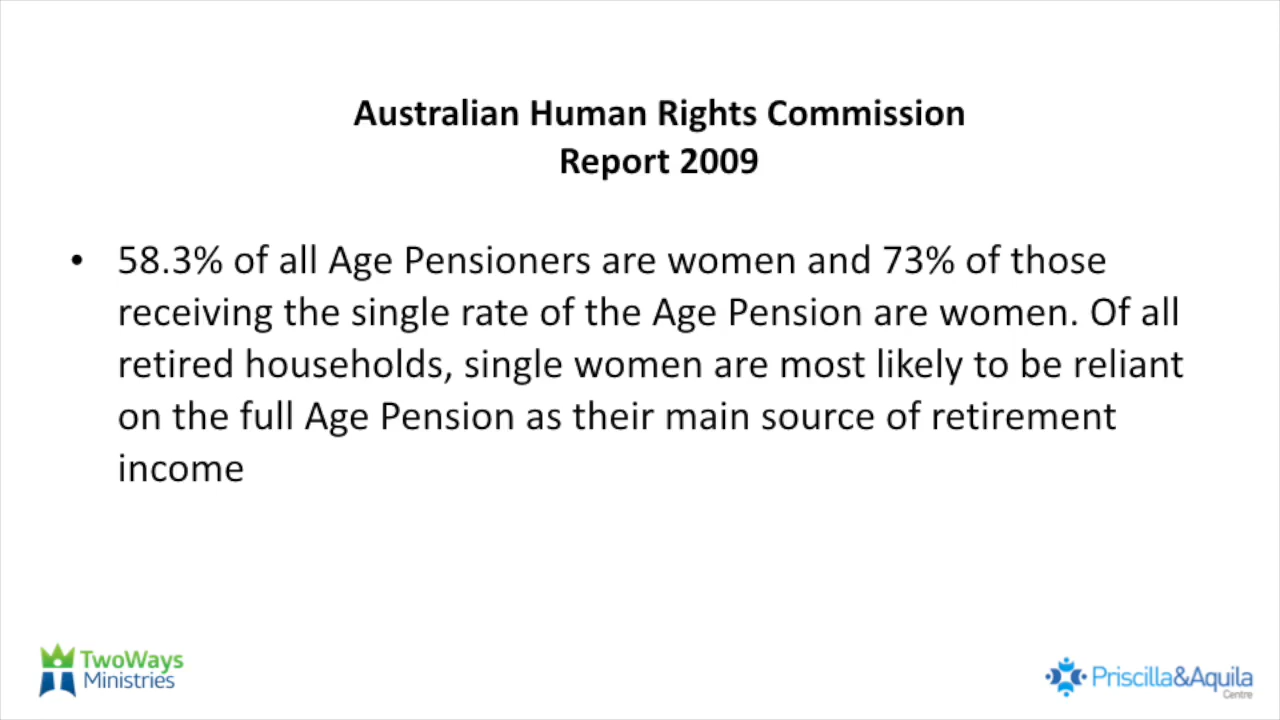 Australian Human Rights Commission
Report 2009
• 58.3% of all Age Pensioners are women and 73% of those
receiving the single rate of the Age Pension are women. Of all
retired households, single women are most likely to be reliant
on the full Age Pension as their main source of retirement
income
TwoWays
Ministries
Priscilla&Aquila
Centre